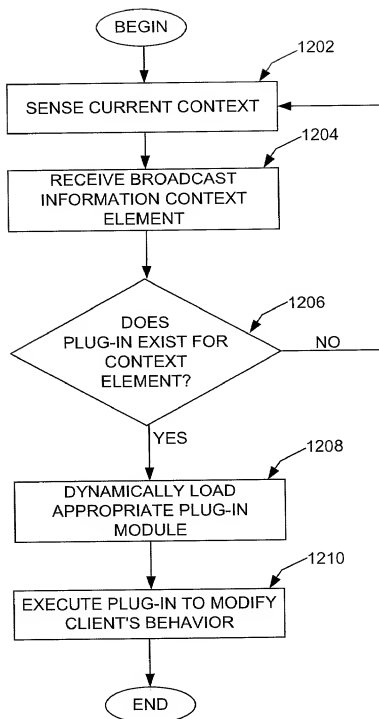 BEGIN
1202
SENSE CURRENT CONTEXT
1204
RECEIVE BROADCAST
INFORMATION CONTEXT
ELEMENT
1206
DOES
PLUG-IN EXIST FOR
CONTEXT
ELEMENT?
NO
YES
1208
DYNAMICALLY LOAD
APPROPRIATE PLUG-IN
MODULE
1210
EXECUTE PLUG-IN TO MODIFY
CLIENT'S BEHAVIOR
END